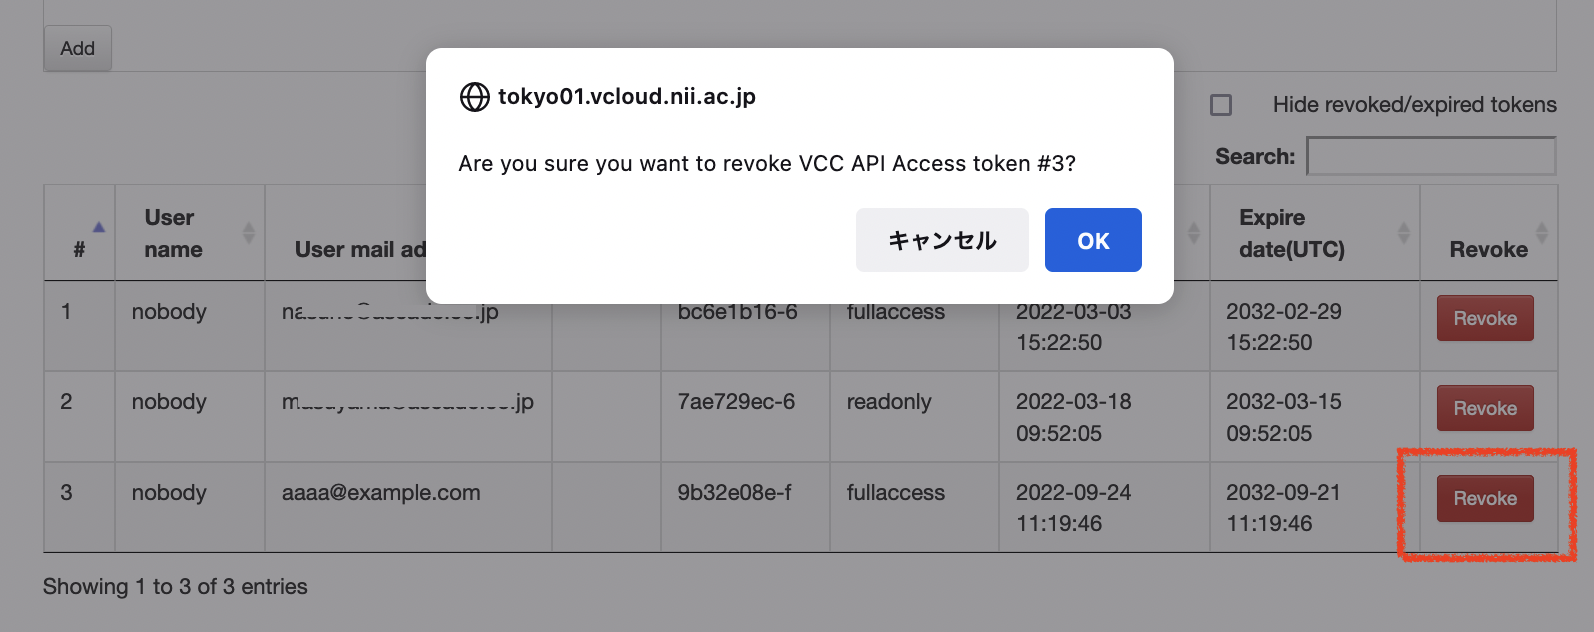 Add
tokyo01.vcloud.nii.ac.jp
Are you sure you want to revoke VCC API Access token #3?
キャンセル
OK
Hide revoked/expired tokens
Search:
#
User
name
User mail ad
Expire
date(UTC)
Revoke
1 nobody .jp bc6e1b16-6 fullaccess 2022-03-03
15:22:50 2032-02-29
15:22:50 Revoke
2 nobody .jp 7ae729ec-6 readonly 2022-03-18
09:52:05 2032-03-15
09:52:05 Revoke
3 nobody aaaa@example.com 9b32e08e-f fullaccess 2022-09-24
11:19:46 2032-09-21
11:19:46 Revoke
Showing 1 to 3 of 3 entries